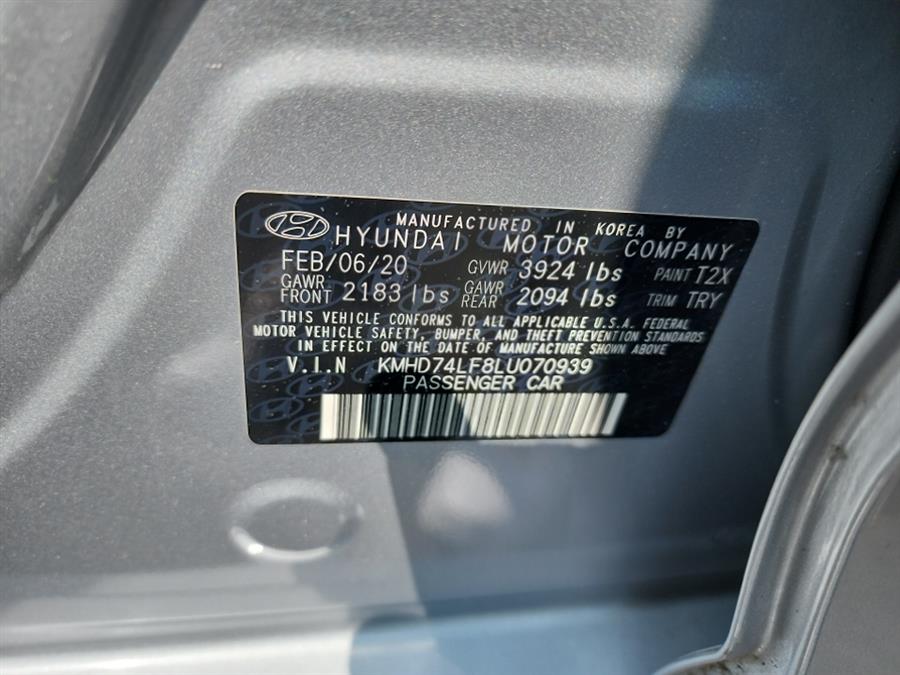 MANUFACTURED IN KOREA BY
HYUNDAI MOTOR COMPANY
FEB/06/20 GVWR 3924 lbs PAINT T2X
GAWR FRONT 2183 lbs GAWR REAR 2094 lbs TRIM TRY
THIS VEHICLE CONFORMS TO ALL APPLICABLE U.S.A. FEDERAL
MOTOR VEHICLE SAFETY, BUMPER, AND THEFT PREVENTION STANDARDS
IN EFFECT ON THE DATE OF MANUFACTURE SHOWN ABOVE
V.I.N KMHD74LF8LU070939
PASSENGER CAR